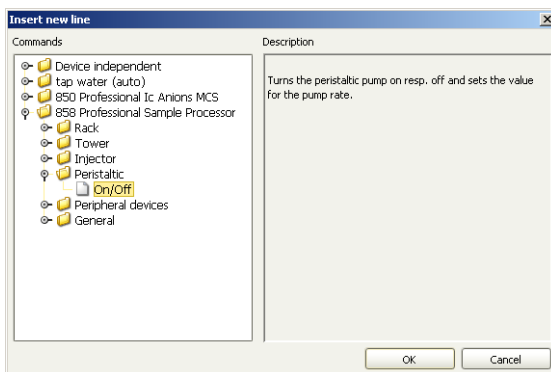 Insert new line
Commands
Description
Device independent
tap water (auto)
850 Professional Ic Anions MCS
858 Professional Sample Processor
Rack
Tower
Injector
Peristaltic
On/Off
Peripheral devices
General
Turns the peristaltic pump on resp. off and sets the value
for the pump rate.
OK
Cancel